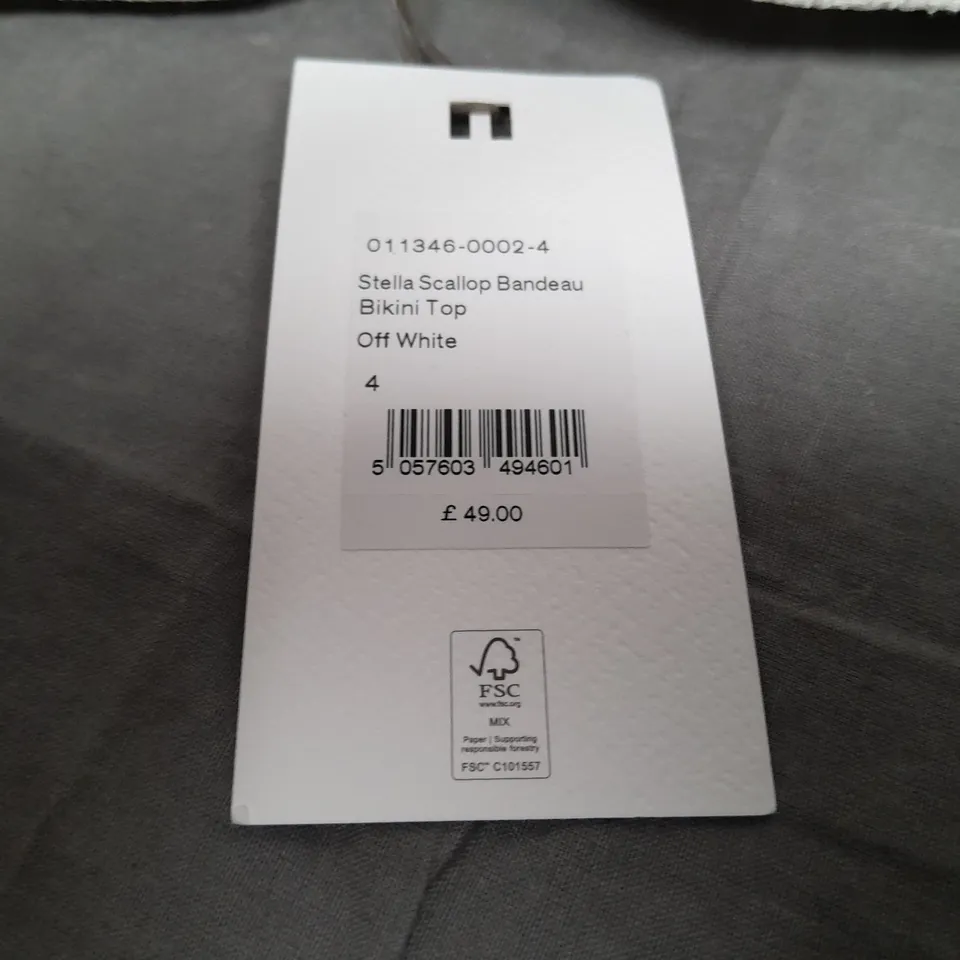 011346-0002-4
Stella Scallop Bandeau
Bikini Top
Off White
4
5 057603 494601
£ 49.00
FSC
www.fsc.org
MIX
Paper | Supporting
responsible forestry
FSC™ C101557